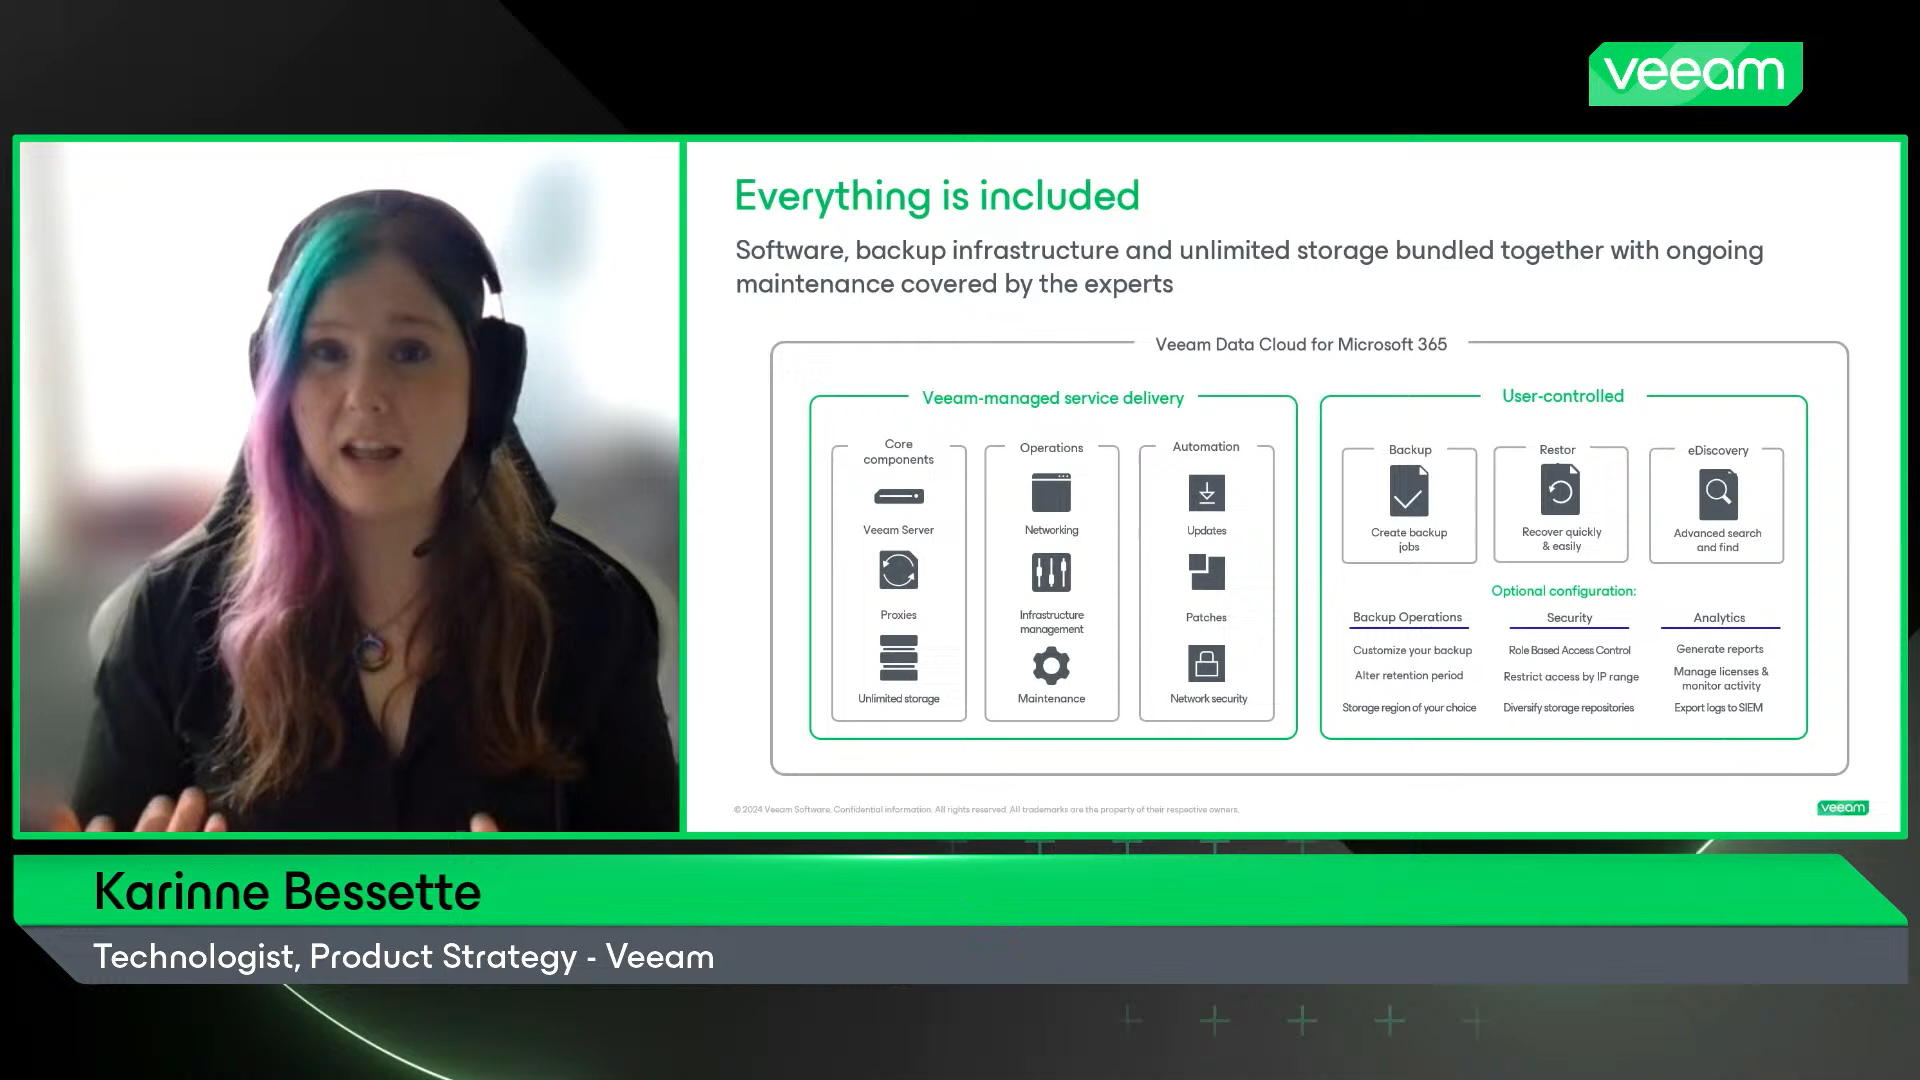 veeam
Everything is included
Software, backup infrastructure and unlimited storage bundled together with ongoing
maintenance covered by the experts
Veeam Data Cloud for Microsoft 365
Veeam-managed service delivery
Core
components
Veeam Server
Proxies
Unlimited storage
Operations
Networking
Infrastructure
management
Maintenance
Automation
Updates
Patches
Network security
User-controlled
Backup
Create backup
jobs
Restor
Recover quickly
& easily
eDiscovery
Advanced search
and find
Optional configuration:
Backup Operations
Customize your backup
Alter retention period
Storage region of your choice
Security
Role Based Access Control
Restrict access by IP range
Diversify storage repositories
Analytics
Generate reports
Manage licenses &
monitor activity
Export logs to SIEM
© 2024 Veeam Software. Confidential information. All rights reserved. All trademarks are the property of their respective owners.
veeam
Karinne Bessette
Technologist, Product Strategy - Veeam